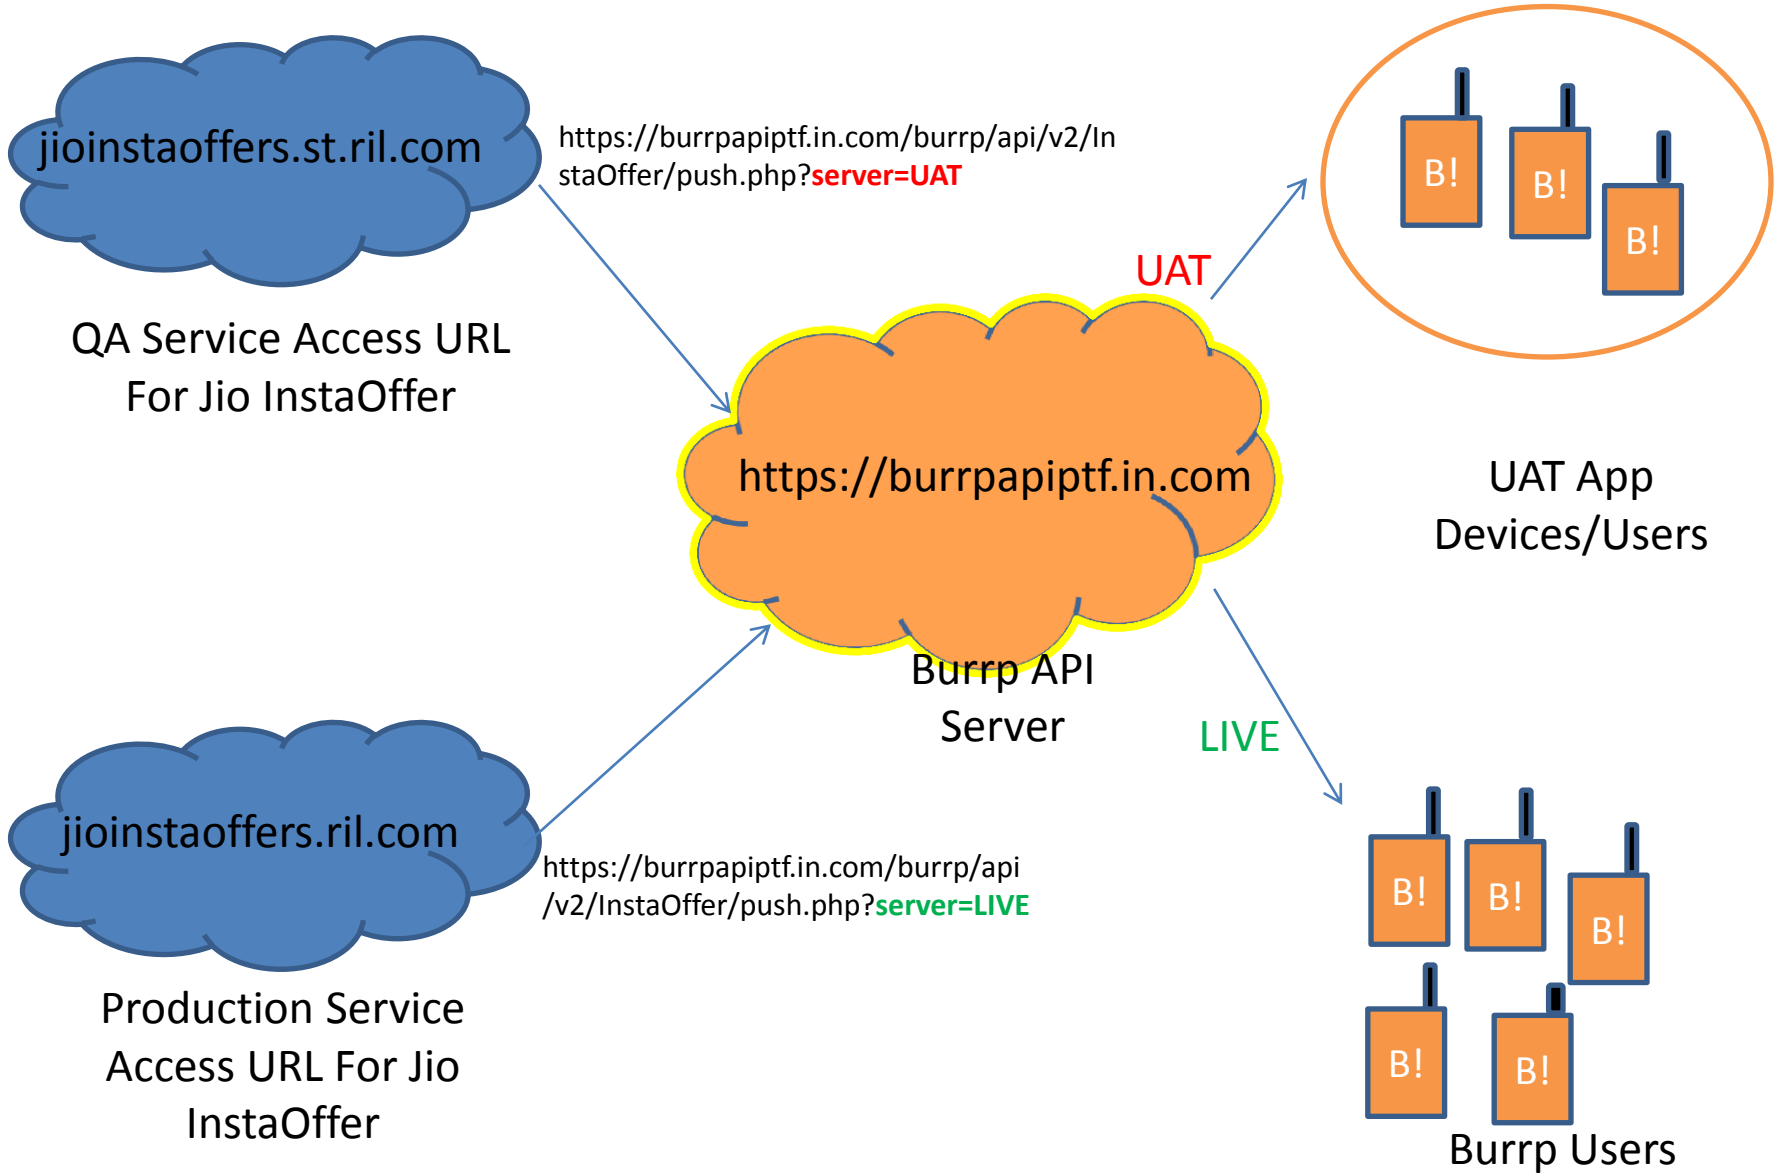 jioinstaoffers.st.ril.com
QA Service Access URL
For Jio InstaOffer
https://burrpapiptf.in.com/burrp/api/v2/In
staOffer/push.php?server=UAT
UAT
B!
B!
B!
UAT App
Devices/Users
https://burrpapiptf.in.com
Burrp API
Server
LIVE
jioinstaoffers.ril.com
https://burrpapiptf.in.com/burrp/api
/v2/InstaOffer/push.php?server=LIVE
Production Service
Access URL For Jio
InstaOffer
B!
B!
B!
B!
B!
Burrp Users